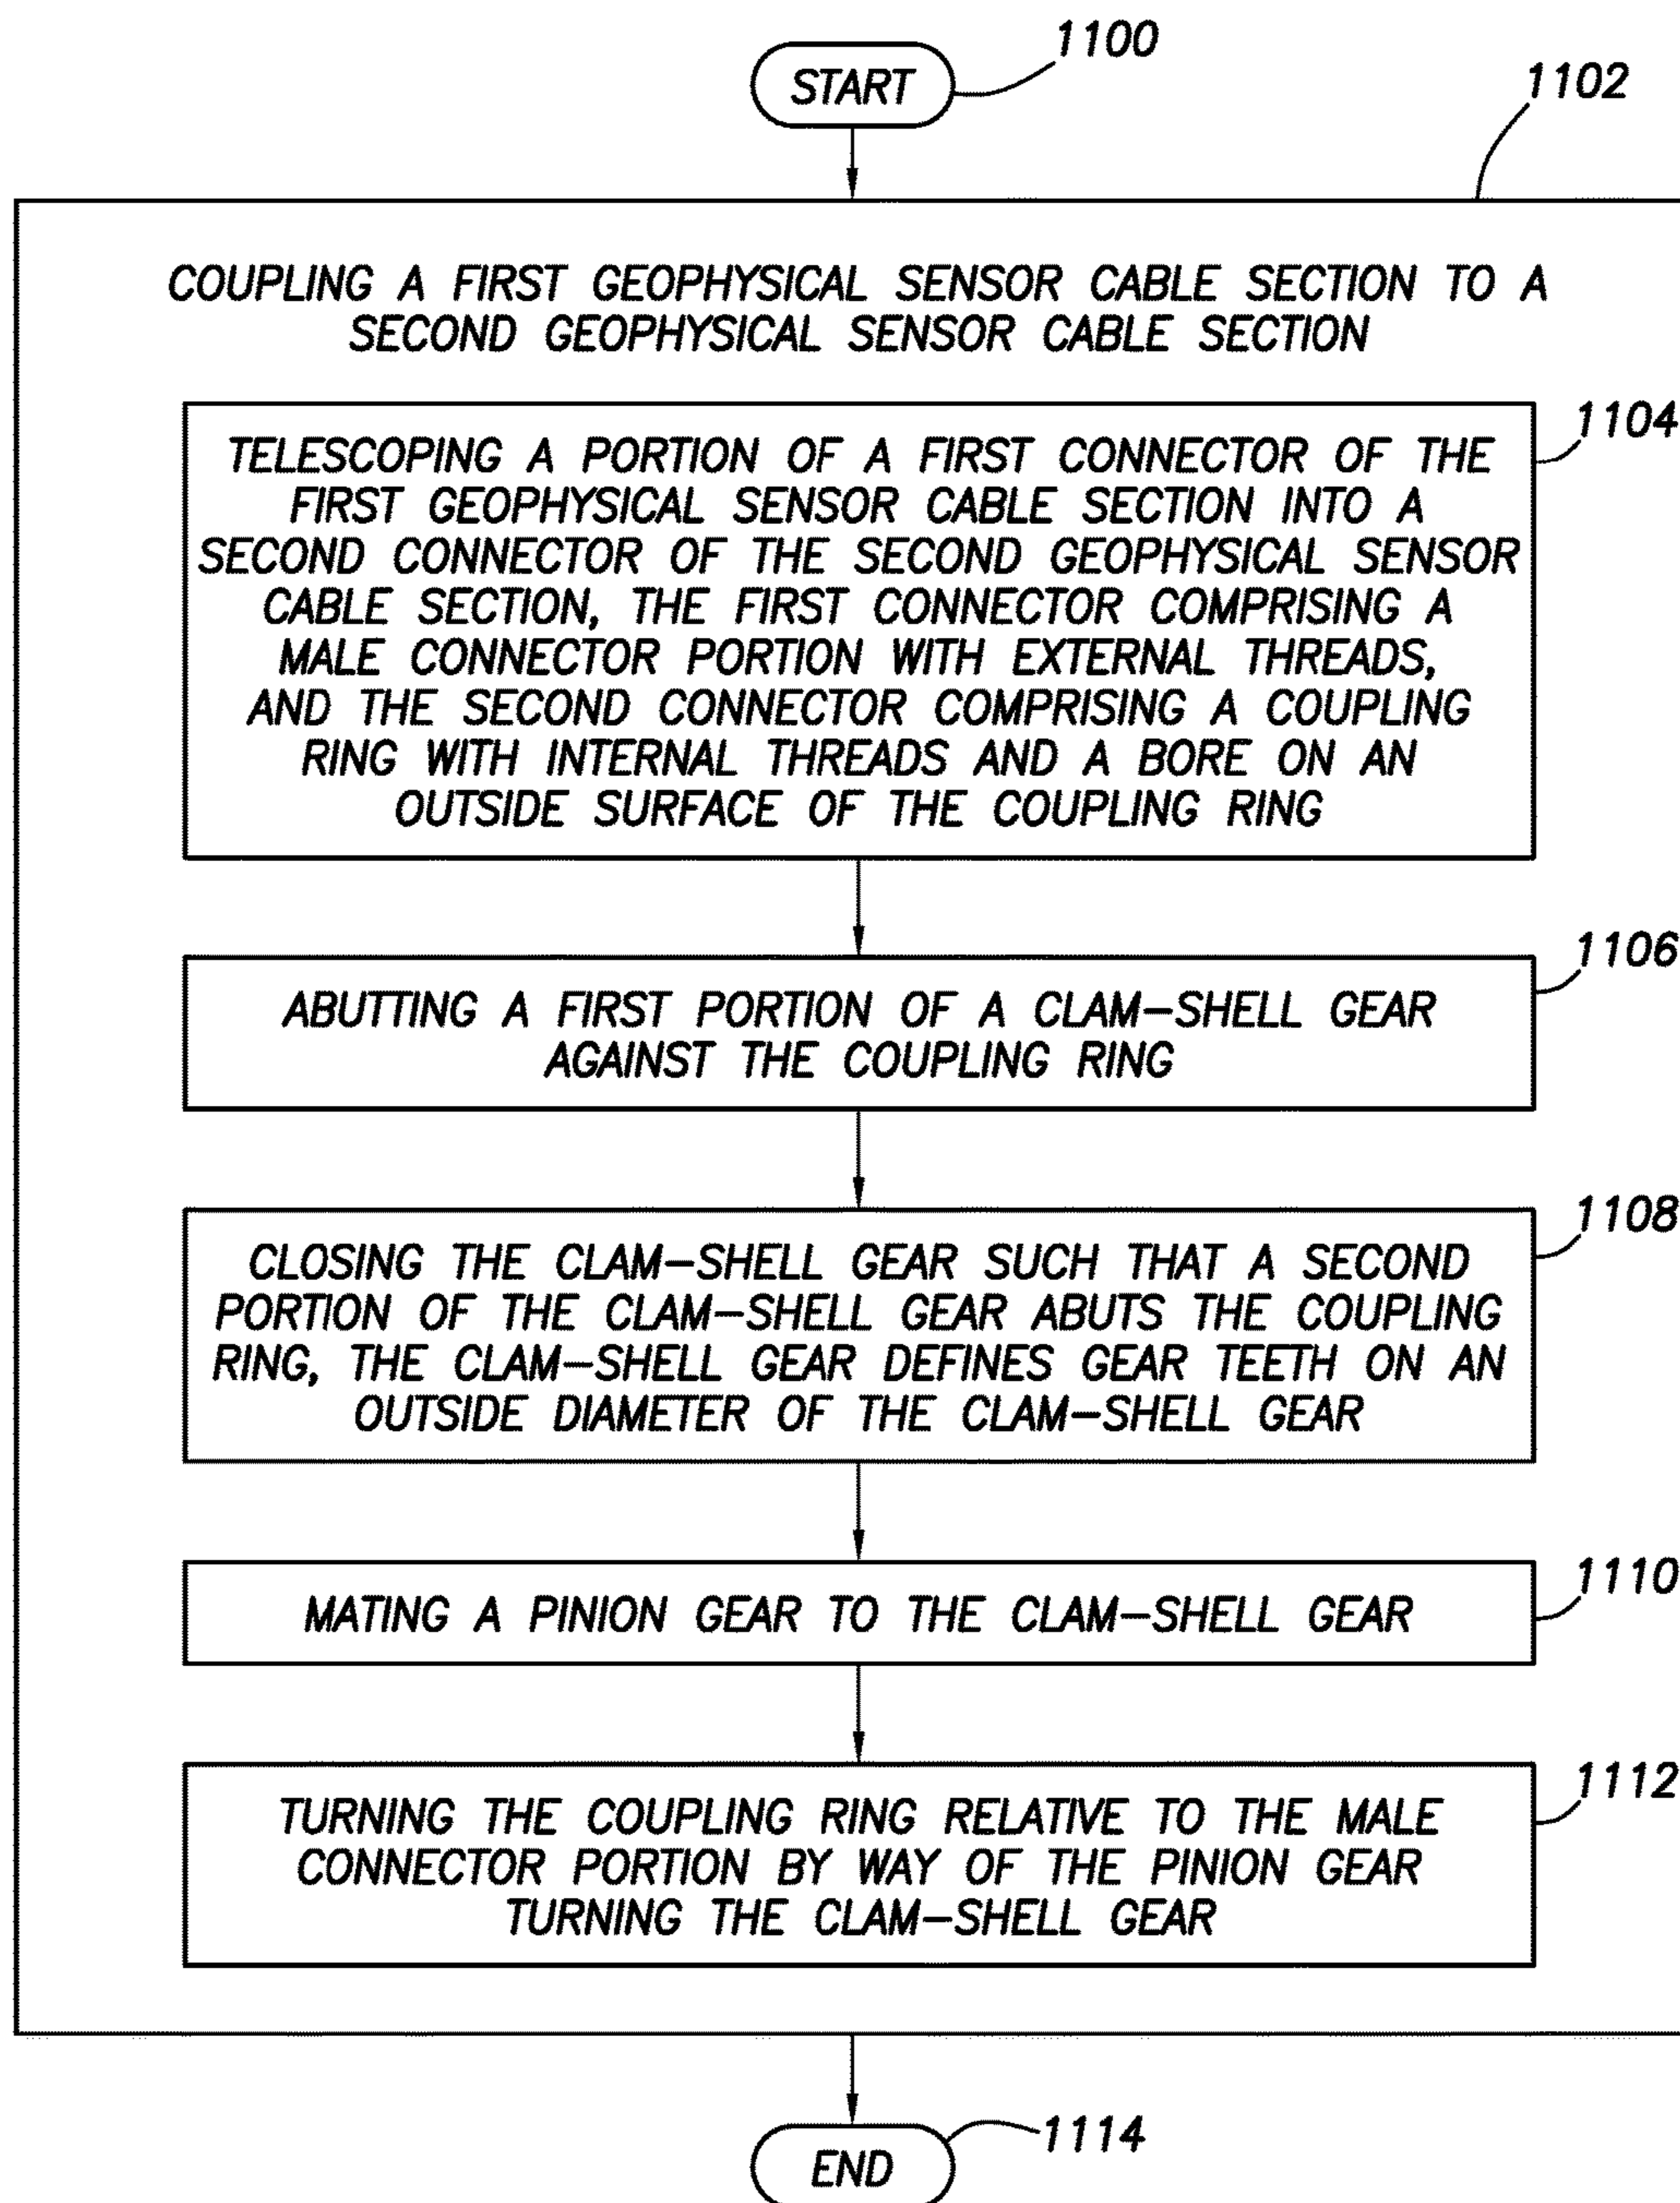 1100
START
1102
COUPLING A FIRST GEOPHYSICAL SENSOR CABLE SECTION TO A
SECOND GEOPHYSICAL SENSOR CABLE SECTION
1104
TELESCOPING A PORTION OF A FIRST CONNECTOR OF THE
FIRST GEOPHYSICAL SENSOR CABLE SECTION INTO A
SECOND CONNECTOR OF THE SECOND GEOPHYSICAL SENSOR
CABLE SECTION, THE FIRST CONNECTOR COMPRISING A
MALE CONNECTOR PORTION WITH EXTERNAL THREADS,
AND THE SECOND CONNECTOR COMPRISING A COUPLING
RING WITH INTERNAL THREADS AND A BORE ON AN
OUTSIDE SURFACE OF THE COUPLING RING
1106
ABUTTING A FIRST PORTION OF A CLAM-SHELL GEAR
AGAINST THE COUPLING RING
1108
CLOSING THE CLAM-SHELL GEAR SUCH THAT A SECOND
PORTION OF THE CLAM-SHELL GEAR ABUTS THE COUPLING
RING, THE CLAM-SHELL GEAR DEFINES GEAR TEETH ON AN
OUTSIDE DIAMETER OF THE CLAM-SHELL GEAR
1110
MATING A PINION GEAR TO THE CLAM-SHELL GEAR
1112
TURNING THE COUPLING RING RELATIVE TO THE MALE
CONNECTOR PORTION BY WAY OF THE PINION GEAR
TURNING THE CLAM-SHELL GEAR
1114
END